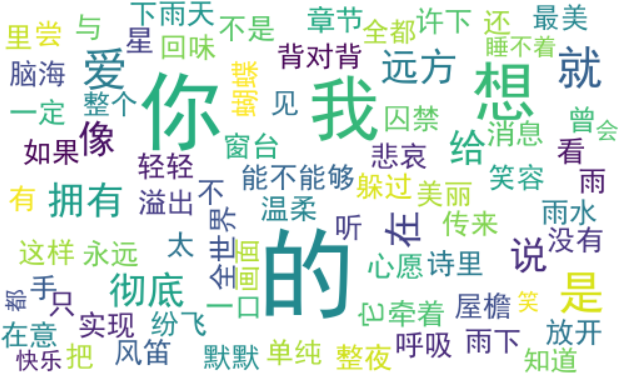 下雨天
章节
许下
还
最美
里
尝
与
星
回味
不是
背对背
全都
睡不着
脑海
爱
你
蝴蝶
我
远方
想
就
一定
整个
见
囚禁
消息
曾
会
如果
像
轻轻
窗台
悲哀
给
笑容
看
雨
有
拥有
溢出
不
能不能够
温柔
躲过
美丽
雨水
这样
永远
太
全世界
画面
的
听
在
传来
说
没有
心愿
诗里
是
都
手
只
彻底
一口
已
牵着
屋檐
笑
在意
实现
纷飞
放开
快乐
把
风笛
默默
单纯
整夜
呼吸
雨下
知道